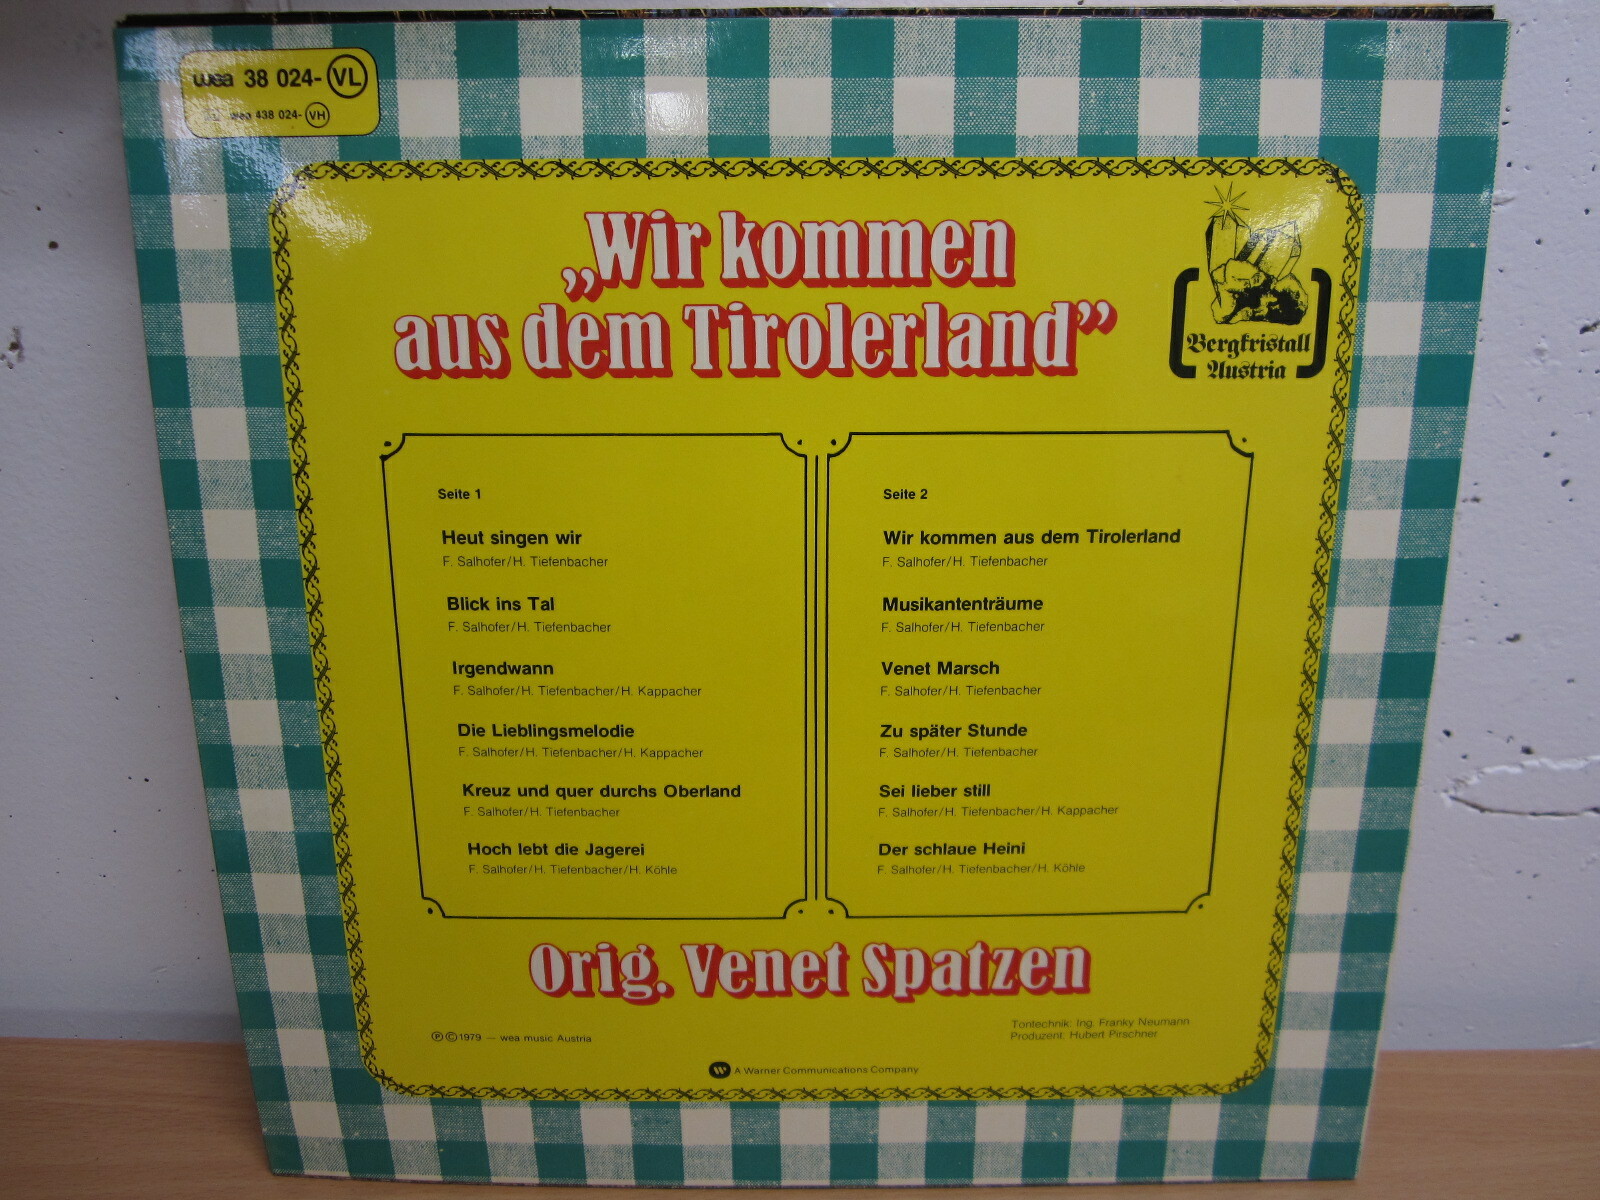 wea 38 024- VL
wea 438 024- VH
„Wir kommen
aus dem Tirolerland”
Bergkristall
Austria
Seite 1
Heut singen wir
F. Salhofer/H. Tiefenbacher
Blick ins Tal
F. Salhofer/H. Tiefenbacher
Irgendwann
F. Salhofer/H. Tiefenbacher/H. Kappacher
Die Lieblingsmelodie
F. Salhofer/H. Tiefenbacher/H. Kappacher
Kreuz und quer durchs Oberland
F. Salhofer/H. Tiefenbacher
Hoch lebt die Jagerei
F. Salhofer/H. Tiefenbacher/H. Köhle
Seite 2
Wir kommen aus dem Tirolerland
F. Salhofer/H. Tiefenbacher
Musikantenträume
F. Salhofer/H. Tiefenbacher
Venet Marsch
F. Salhofer/H. Tiefenbacher
Zu später Stunde
F. Salhofer/H. Tiefenbacher
Sei lieber still
F. Salhofer/H. Tiefenbacher/H. Kappacher
Der schlaue Heini
F. Salhofer/H. Tiefenbacher/H. Köhle
Orig. Venet Spatzen
Ⓟ©1979 — wea music Austria
Tontechnik: Ing. Franky Neumann
Produzent: Hubert Pirschner
A Warner Communications Company